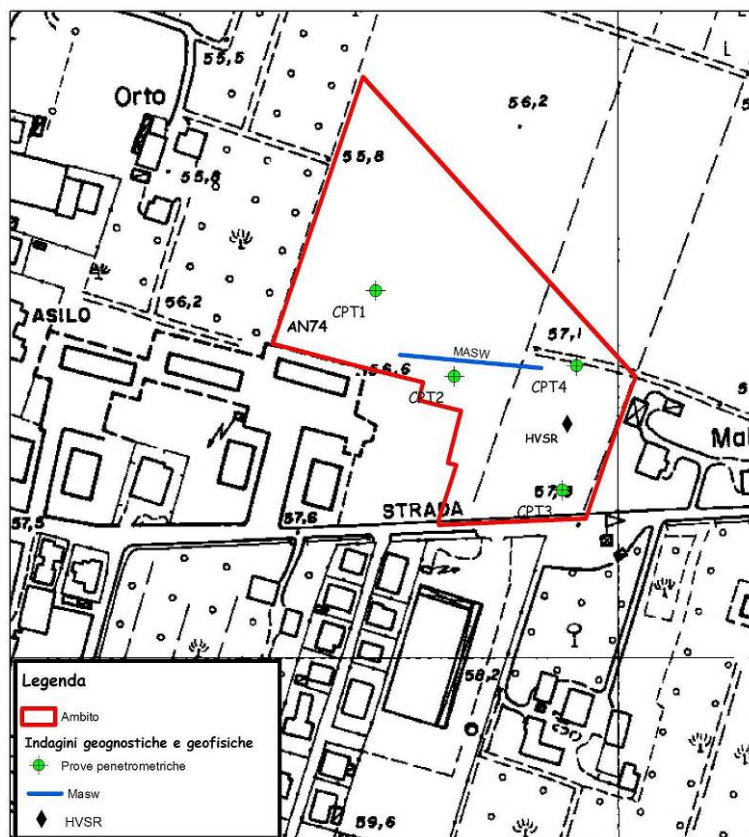 55,5
Orto
56,2
55,8
55,8
56,2
ASILO
CPT1
AN74
57,1
MASW
56,6
CPT2
CPT4
HVSR
Mal
STRADA
CPT3
57,5
57,6
58,2
59,6
Legenda
Ambito
Indagini geognostiche e geofisiche
Prove penetrometriche
Masw
HVSR